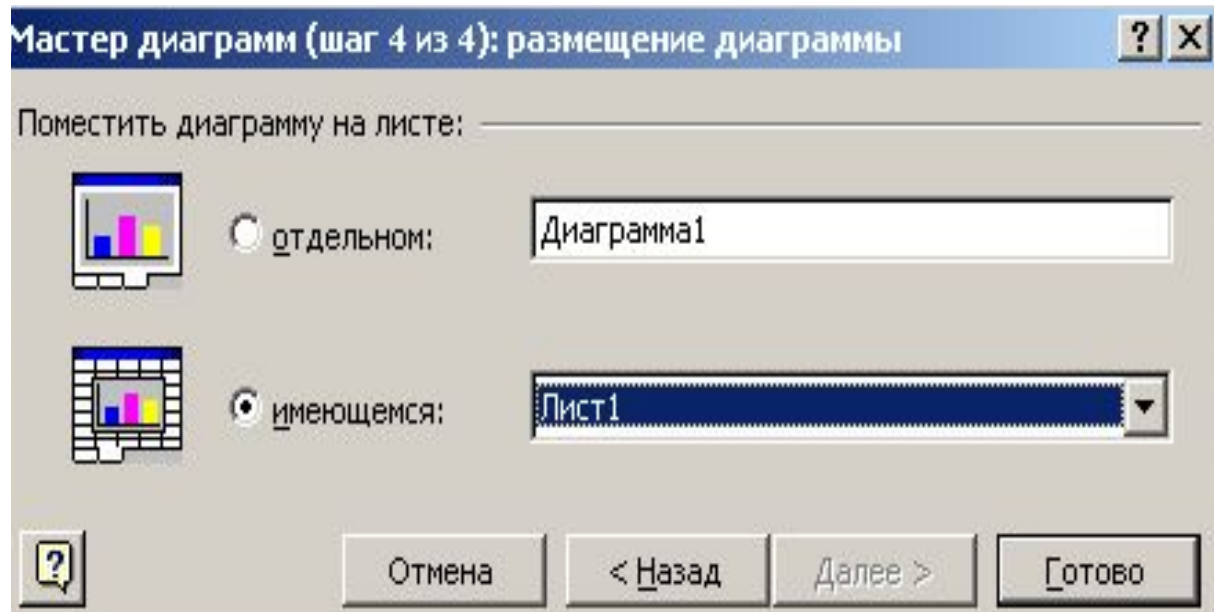 Мастер диаграмм (шаг 4 из 4): размещение диаграммы
Поместить диаграмму на листе:
отдельном: Диаграмма1
имеющемся: Лист1
Отмена < Назад Далее > Готово